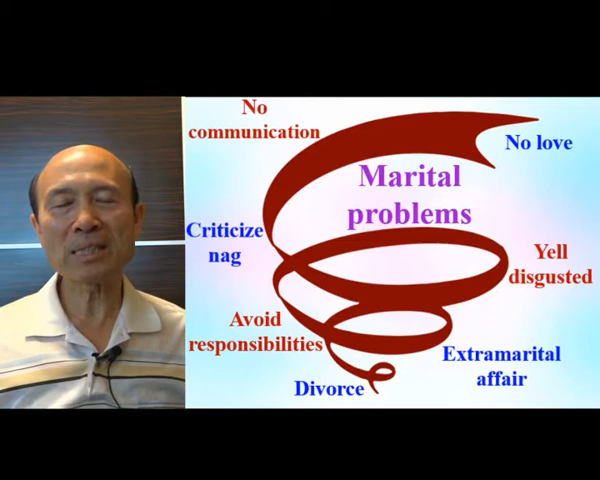 No
communication
No love
Marital
problems
Criticize
nag
Yell
disgusted
Avoid
responsibilities
Extramarital
affair
Divorce